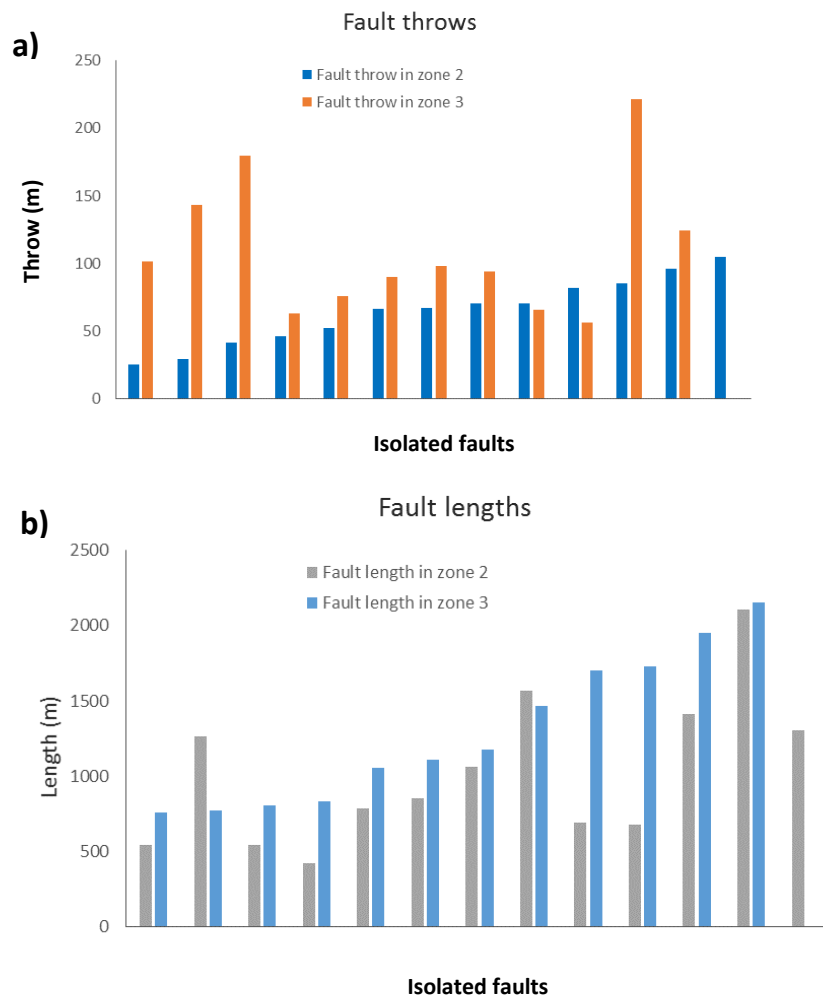 Fault throws
a)
250
Fault throw in zone 2
Fault throw in zone 3
200
150
100
50
0
Throw (m)
Isolated faults
Fault lengths
b)
2500
Fault length in zone 2
Fault length in zone 3
2000
1500
1000
500
0
Length (m)
Isolated faults